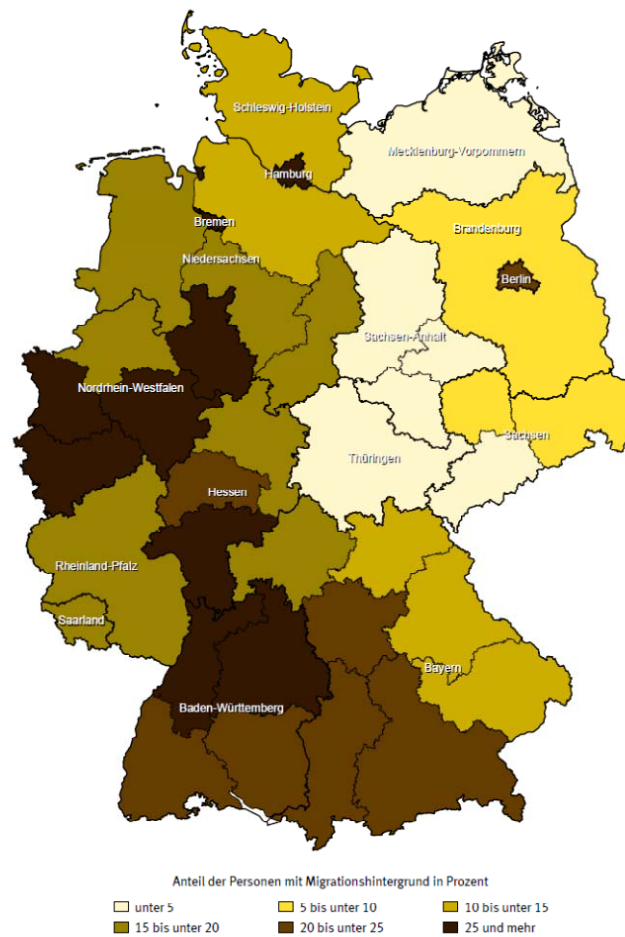 Schleswig-Holstein
Mecklenburg-Vorpommern
Hamburg
Bremen
Brandenburg
Niedersachsen
Berlin
Sachsen-Anhalt
Nordrhein-Westfalen
Sachsen
Thüringen
Hessen
Rheinland-Pfalz
Saarland
Bayern
Baden-Württemberg
Anteil der Personen mit Migrationshintergrund in Prozent
unter 5
5 bis unter 10
10 bis unter 15
15 bis unter 20
20 bis unter 25
25 und mehr